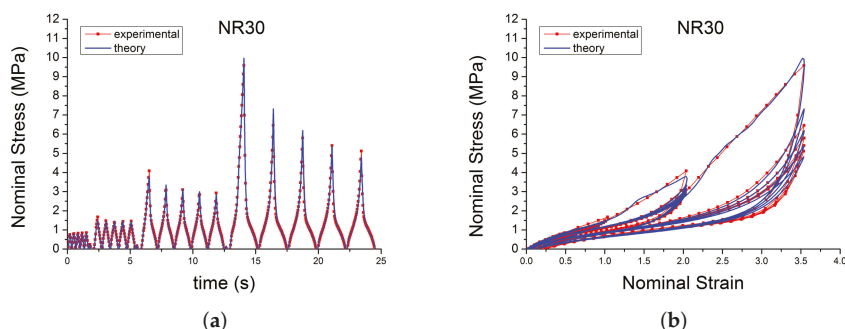 NR30
experimental
theory
Nominal Stress (MPa)
12
11
10
9
8
7
6
5
4
3
2
1
0
0 5 10 15 20 25
time (s)
(a)
NR30
experimental
theory
Nominal Stress (MPa)
12
11
10
9
8
7
6
5
4
3
2
1
0
0.0 0.5 1.0 1.5 2.0 2.5 3.0 3.5 4.0
Nominal Strain
(b)